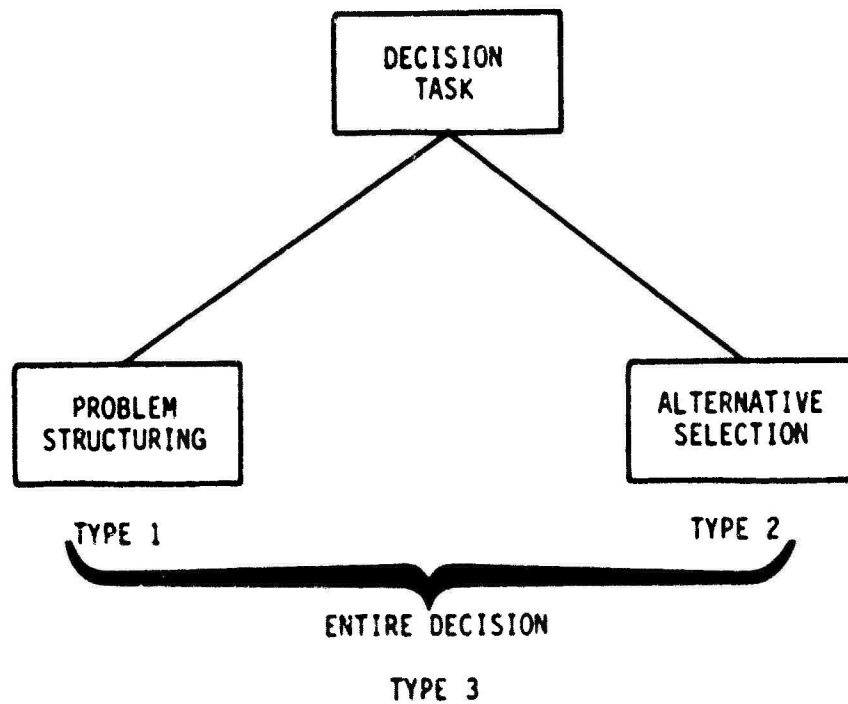 DECISION
TASK
PROBLEM
STRUCTURING
ALTERNATIVE
SELECTION
TYPE 1
TYPE 2
ENTIRE DECISION
TYPE 3